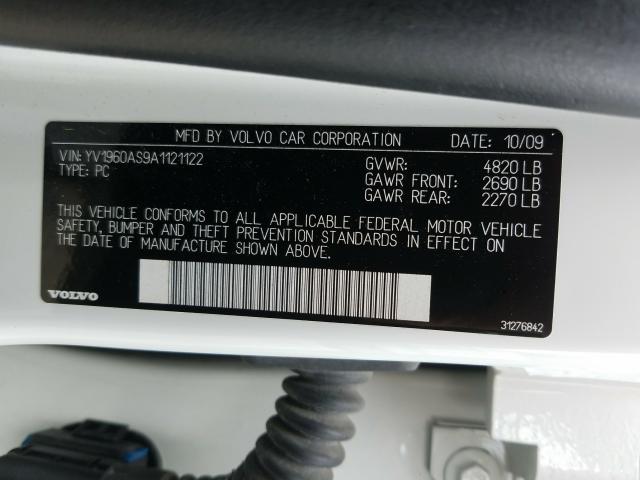 MFD BY VOLVO CAR CORPORATION DATE: 10/09
VIN: YV1960AS9A1121122
TYPE: PC
GVWR: 4820 LB
GAWR FRONT: 2690 LB
GAWR REAR: 2270 LB
THIS VEHICLE CONFORMS TO ALL APPLICABLE FEDERAL MOTOR VEHICLE
SAFETY, BUMPER AND THEFT PREVENTION STANDARDS IN EFFECT ON
THE DATE OF MANUFACTURE SHOWN ABOVE.
VOLVO
31276842